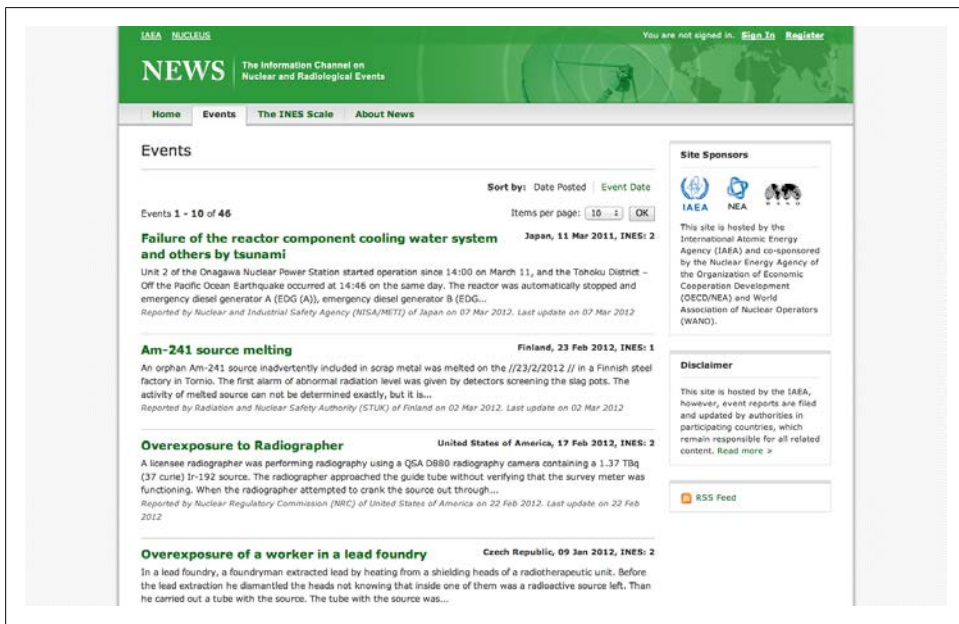 IAEA NUCLEUS
You are not signed in. Sign In Register
NEWS
The Information Channel on
Nuclear and Radiological Events
Home Events The INES Scale About News
Events
Sort by: Date Posted Event Date
Events 1 - 10 of 46
Items per page: 10 OK
Failure of the reactor component cooling water system
and others by tsunami
Japan, 11 Mar 2011, INES: 2
Unit 2 of the Onagawa Nuclear Power Station started operation since 14:00 on March 11, and the Tohoku District –
Off the Pacific Ocean Earthquake occurred at 14:46 on the same day. The reactor was automatically stopped and
emergency diesel generator A (EDG (A)), emergency diesel generator B (EDG...
Reported by Nuclear and Industrial Safety Agency (NISA/METI) of Japan on 07 Mar 2012. Last update on 07 Mar 2012
Am-241 source melting
Finland, 23 Feb 2012, INES: 1
An orphan Am-241 source inadvertently included in scrap metal was melted on the //23/2/2012 // in a Finnish steel
factory in Tornio. The first alarm of abnormal radiation level was given by detectors screening the slag pots. The
activity of melted source can not be determined exactly, but it is...
Reported by Radiation and Nuclear Safety Authority (STUK) of Finland on 02 Mar 2012. Last update on 02 Mar 2012
Overexposure to Radiographer
United States of America, 17 Feb 2012, INES: 2
A licensee radiographer was performing radiography using a QSA D880 radiography camera containing a 1.37 TBq
(37 curie) Ir-192 source. The radiographer approached the guide tube without verifying that the survey meter was
functioning. When the radiographer attempted to crank the source out through...
Reported by Nuclear Regulatory Commission (NRC) of United States of America on 22 Feb 2012. Last update on 22 Feb
2012
Overexposure of a worker in a lead foundry
Czech Republic, 09 Jan 2012, INES: 2
In a lead foundry, a foundryman extracted lead by heating from a shielding heads of a radiotherapeutic unit. Before
the lead extraction he dismantled the heads not knowing that inside one of them was a radioactive source left. Than
he carried out a tube with the source. The tube with the source was...
Site Sponsors
IAEA NEA WANO
This site is hosted by the
International Atomic Energy
Agency (IAEA) and co-sponsored
by the Nuclear Energy Agency of
the Organization of Economic
Cooperation Development
(OECD/NEA) and World
Association of Nuclear Operators
(WANO).
Disclaimer
This site is hosted by the IAEA,
however, event reports are filed
and updated by authorities in
participating countries, which
remain responsible for all related
content. Read more >
RSS Feed